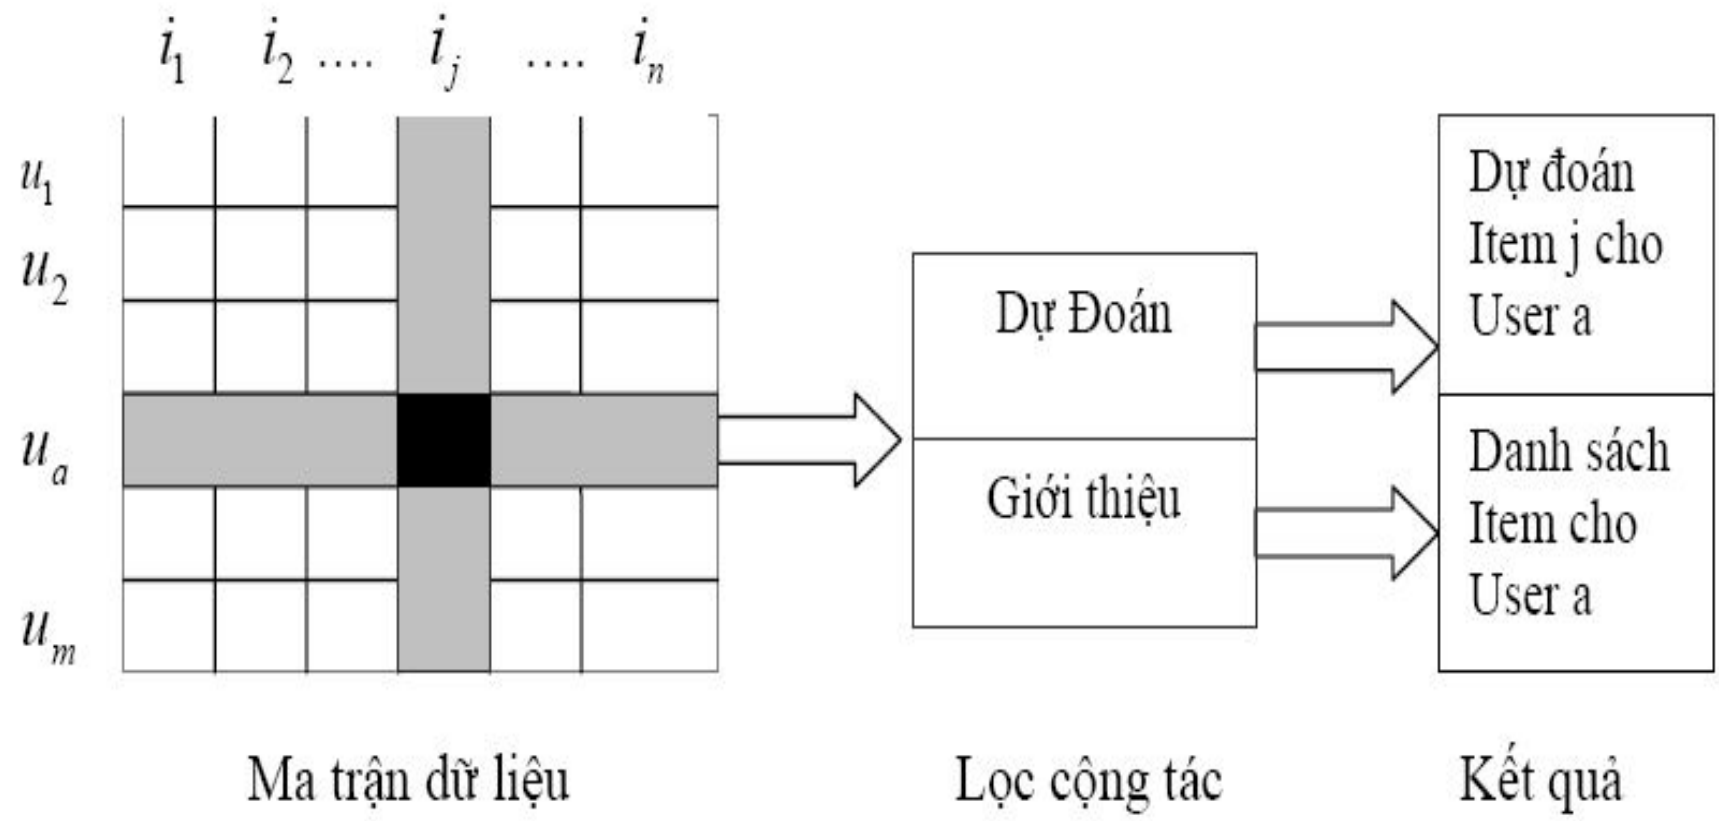 i1 i2 .... ij .... in
u1
u2
ua
um
Dự Đoán
Giới thiệu
Dự đoán
Item j cho
User a
Danh sách
Item cho
User a
Ma trận dữ liệu
Lọc cộng tác
Kết quả